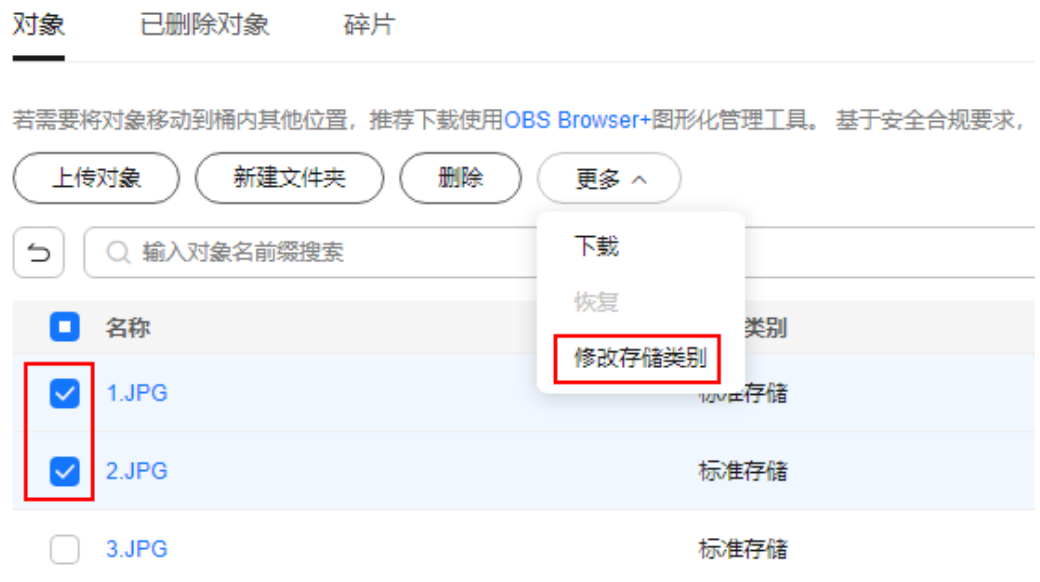 对象 已删除对象 碎片
若需要将对象移动到桶内其他位置，推荐下载使用OBS Browser+图形化管理工具。 基于安全合规要求，
上传对象 新建文件夹 删除 更多
输入对象名前缀搜索 下载
恢复
名称 类别
修改存储类别
1.JPG 标准存储
2.JPG 标准存储
3.JPG 标准存储